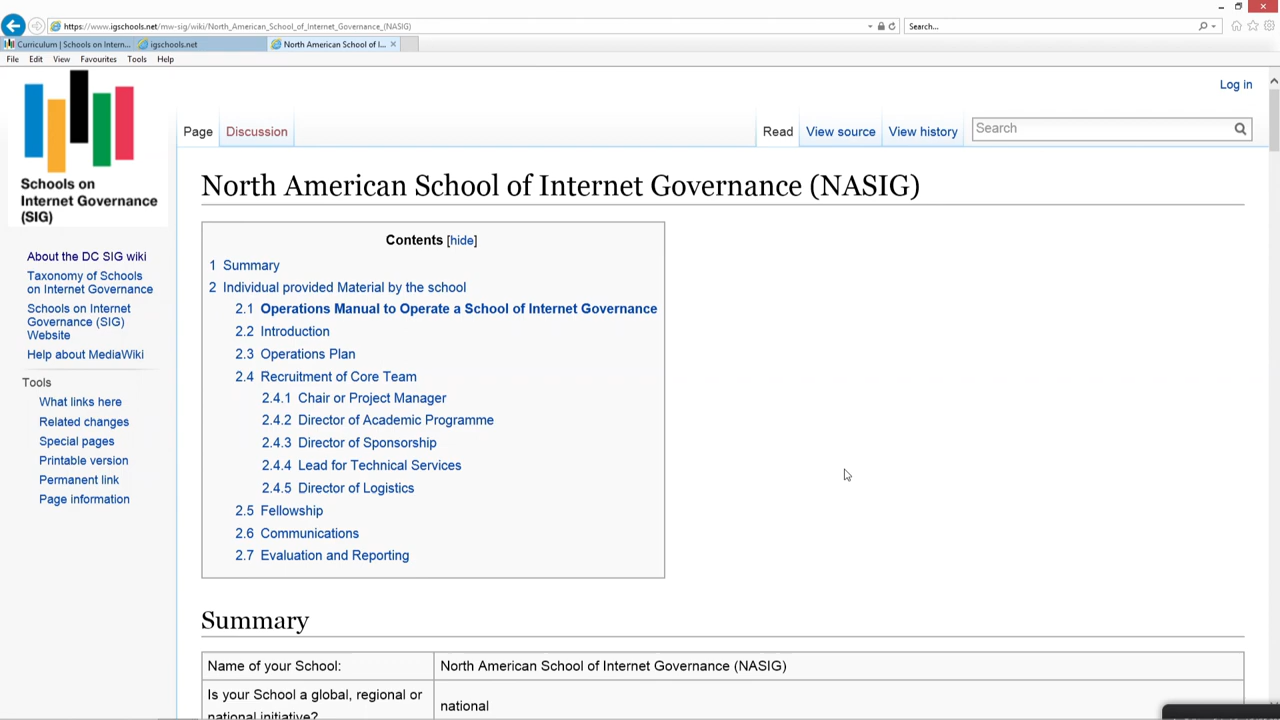 https://www.igschools.net/mw-sig/wiki/North_American_School_of_Internet_Governance_(NASIG)
Search...
Curriculum | Schools on Intern...
igschools.net
North American School of I...
File Edit View Favourites Tools Help
Log in
Page Discussion Read View source View history Search
Schools on
Internet Governance
(SIG)
North American School of Internet Governance (NASIG)
About the DC SIG wiki
Taxonomy of Schools
on Internet Governance
Schools on Internet
Governance (SIG)
Website
Help about MediaWiki
Tools
What links here
Related changes
Special pages
Printable version
Permanent link
Page information
Contents [hide]
1 Summary
2 Individual provided Material by the school
2.1 Operations Manual to Operate a School of Internet Governance
2.2 Introduction
2.3 Operations Plan
2.4 Recruitment of Core Team
2.4.1 Chair or Project Manager
2.4.2 Director of Academic Programme
2.4.3 Director of Sponsorship
2.4.4 Lead for Technical Services
2.4.5 Director of Logistics
2.5 Fellowship
2.6 Communications
2.7 Evaluation and Reporting
Summary
Name of your School: North American School of Internet Governance (NASIG)
Is your School a global, regional or
national initiative? national